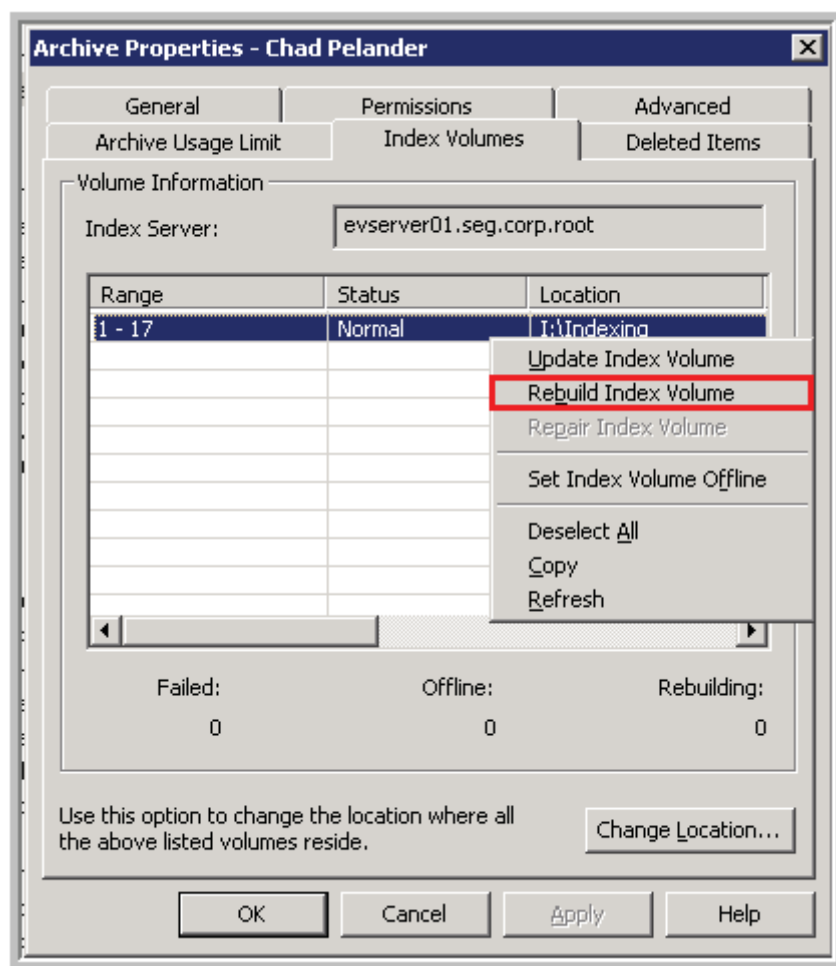 Archive Properties - Chad Pelander
General Permissions Advanced
Archive Usage Limit Index Volumes Deleted Items
Volume Information
Index Server: evserver01.seg.corp.root
Range Status Location
1 - 17 Normal I:\Indexing
Update Index Volume
Rebuild Index Volume
Repair Index Volume
Set Index Volume Offline
Deselect All
Copy
Refresh
Failed: Offline: Rebuilding:
0 0 0
Use this option to change the location where all
the above listed volumes reside.
Change Location...
OK Cancel Apply Help